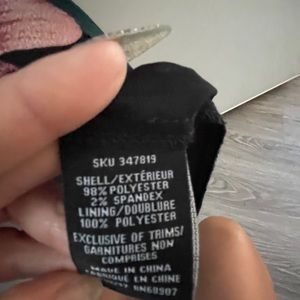 SKU 347819
SHELL/EXTÉRIEUR
98% POLYESTER
2% SPANDEX
LINING/DOUBLURE
100% POLYESTER
EXCLUSIVE OF TRIMS/
GARNITURES NON
COMPRISES
MADE IN CHINA
FABRIQUÉ EN CHINE